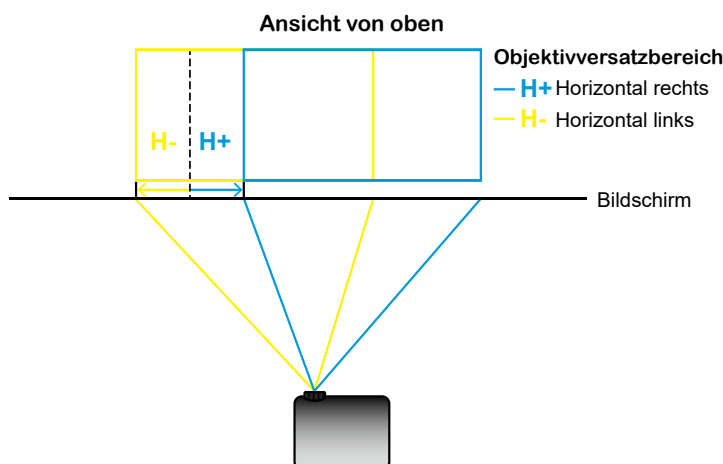 Ansicht von oben
Objektivversatzbereich
H+ Horizontal rechts
H- Horizontal links
H- H+
Bildschirm